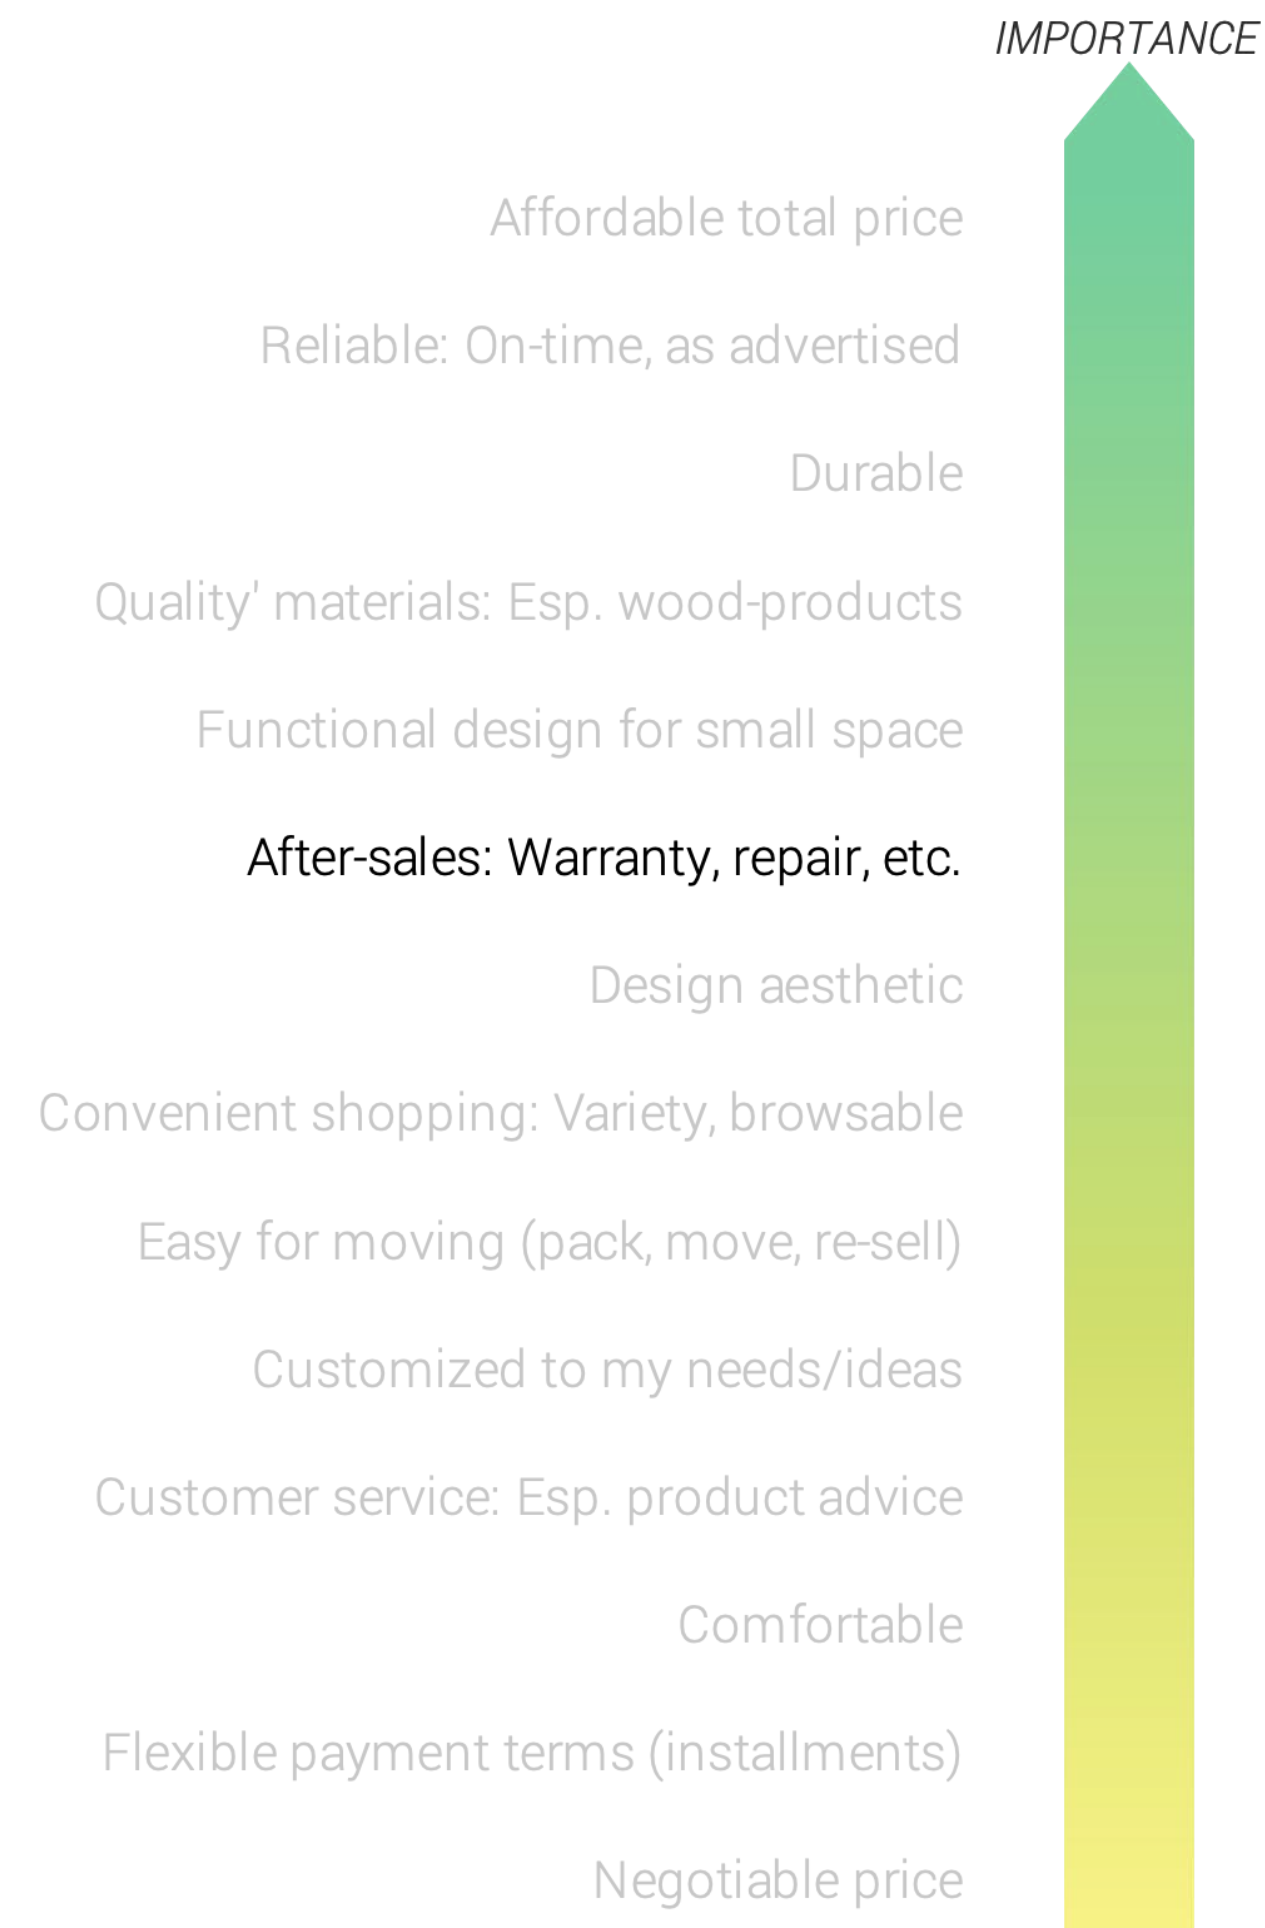 IMPORTANCE
Affordable total price
Reliable: On-time, as advertised
Durable
Quality' materials: Esp. wood-products
Functional design for small space
After-sales: Warranty, repair, etc.
Design aesthetic
Convenient shopping: Variety, browsable
Easy for moving (pack, move, re-sell)
Customized to my needs/ideas
Customer service: Esp. product advice
Comfortable
Flexible payment terms (installments)
Negotiable price